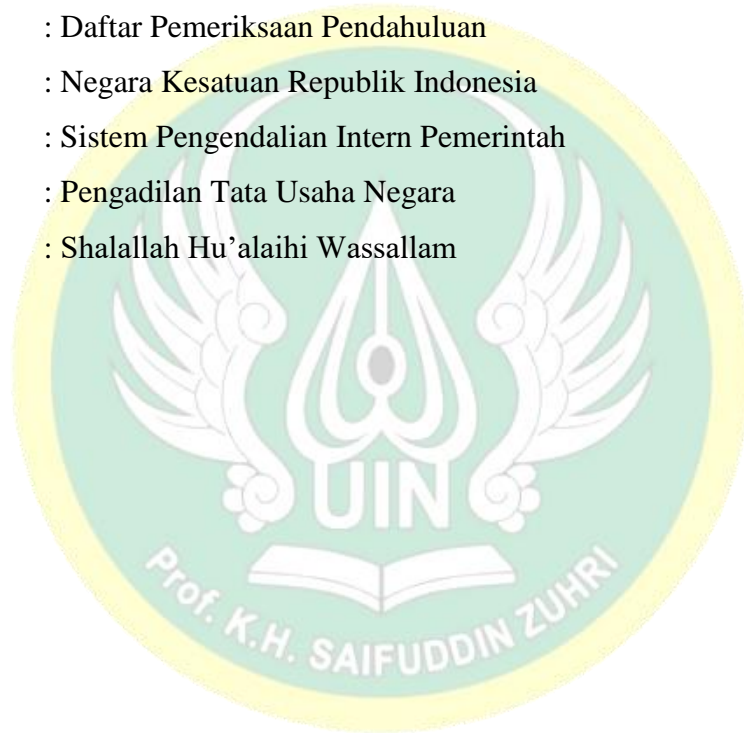 : Daftar Pemeriksaan Pendahuluan
: Negara Kesatuan Republik Indonesia
: Sistem Pengendalian Intern Pemerintah
: Pengadilan Tata Usaha Negara
: Shalallah Hu’alaihi Wassallam
UIN
Prof. K.H. SAIFUDDIN ZUHRI